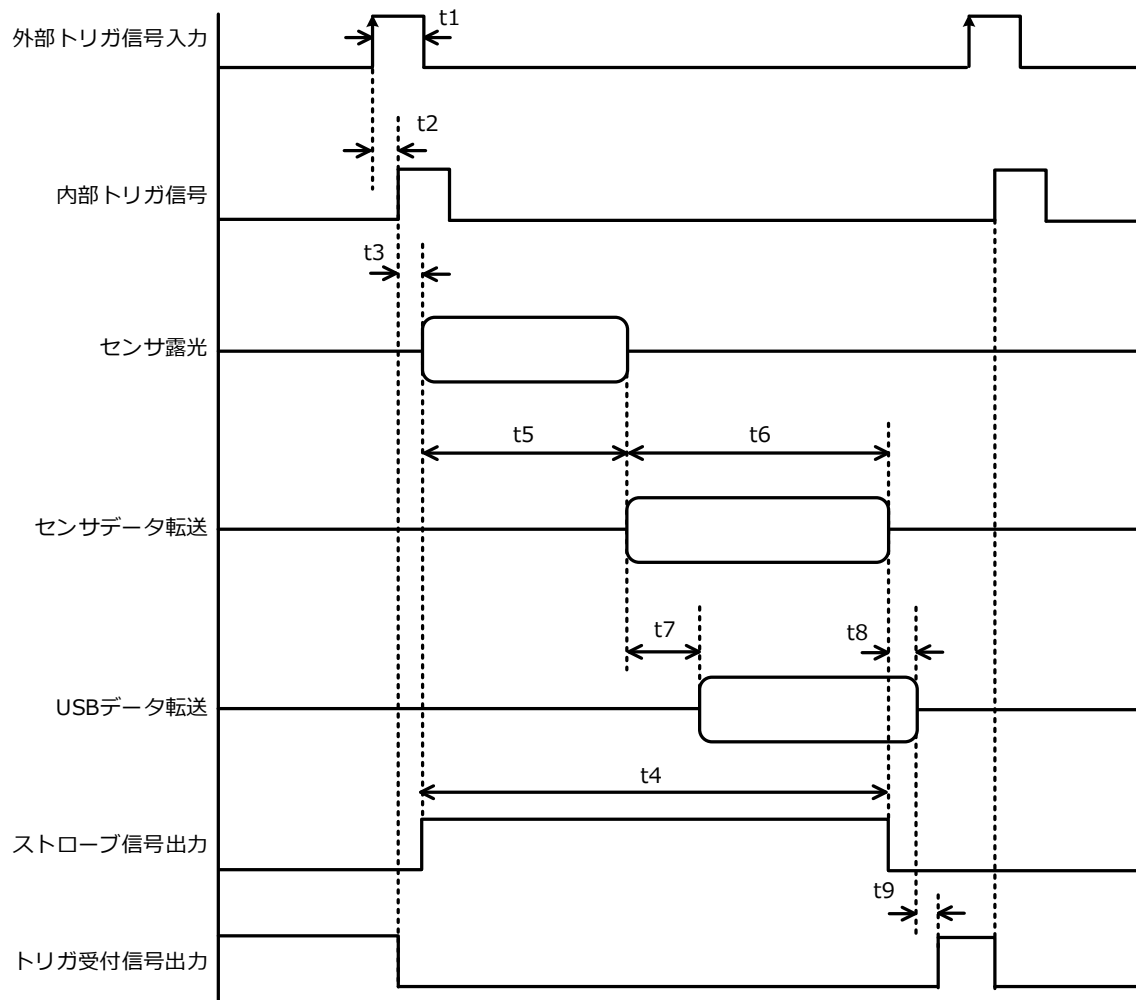 外部トリガ信号入力
t1
t2
内部トリガ信号
t3
センサ露光
t5
t6
センサデータ転送
t7
t8
USBデータ転送
t4
ストローブ信号出力
t9
トリガ受付信号出力